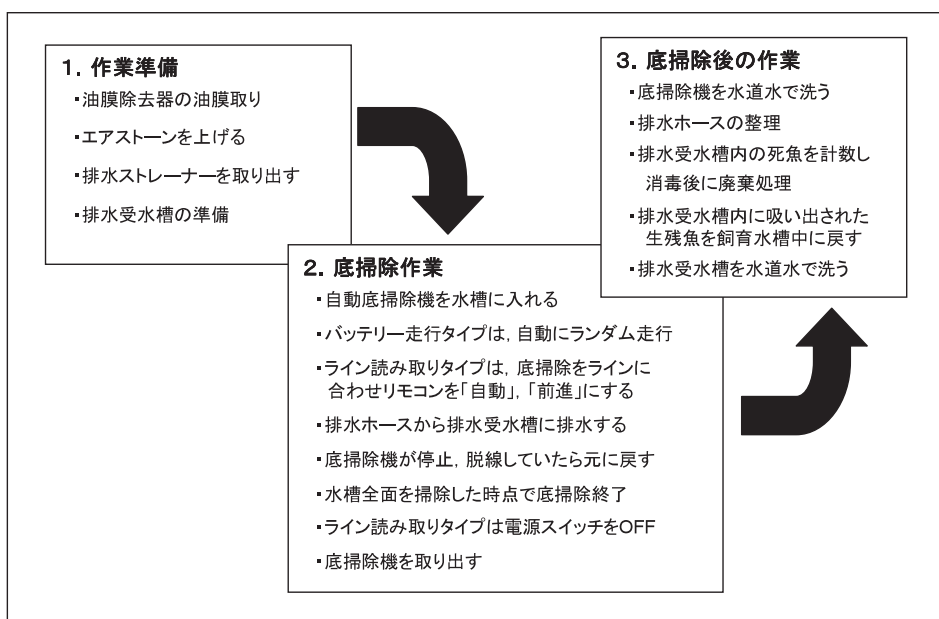 1. 作業準備
・油膜除去器の油膜取り
・エアストーンを上げる
・排水ストレーナーを取り出す
・排水受水槽の準備
2. 底掃除作業
・自動底掃除機を水槽に入れる
・バッテリー走行タイプは，自動にランダム走行
・ライン読み取りタイプは，底掃除をラインに
合わせリモコンを「自動」，「前進」にする
・排水ホースから排水受水槽に排水する
・底掃除機が停止，脱線していたら元に戻す
・水槽全面を掃除した時点で底掃除終了
・ライン読み取りタイプは電源スイッチをOFF
・底掃除機を取り出す
3. 底掃除後の作業
・底掃除機を水道水で洗う
・排水ホースの整理
・排水受水槽内の死魚を計数し
消毒後に廃棄処理
・排水受水槽内に吸い出された
生残魚を飼育水槽中に戻す
・排水受水槽を水道水で洗う